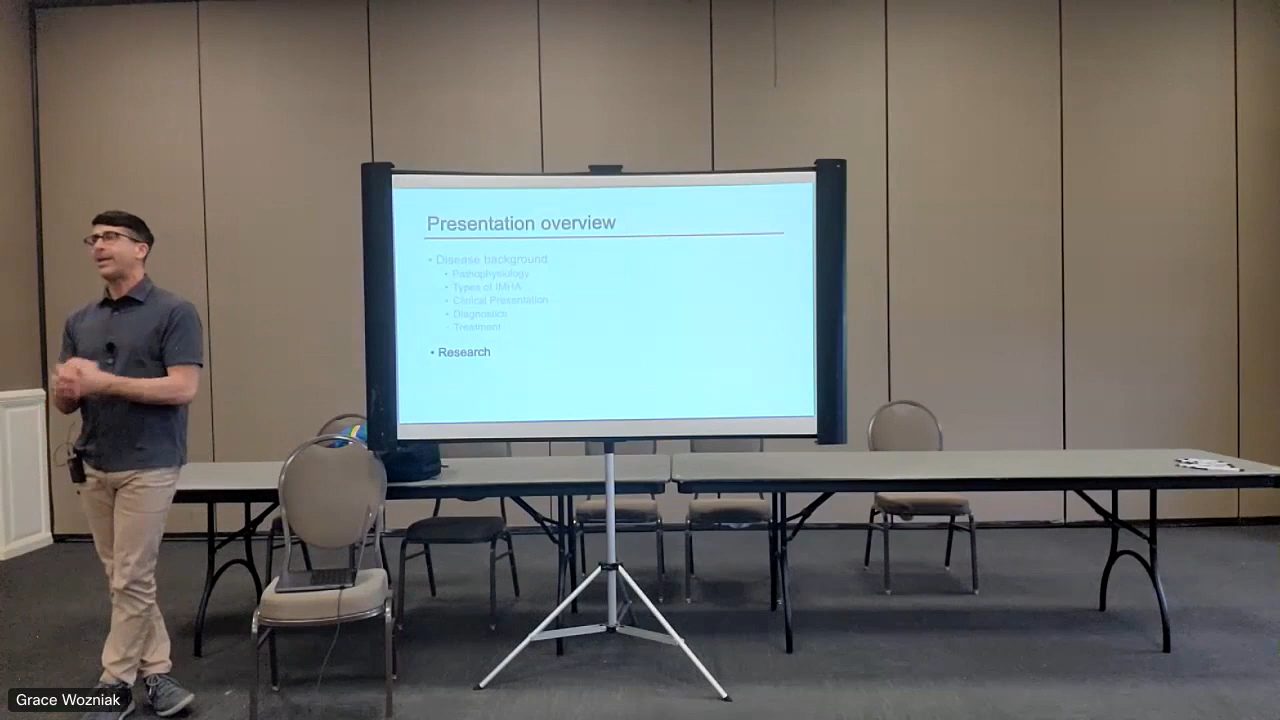 Presentation overview
• Disease background
• Pathophysiology
• Types of IMHA
• Clinical Presentation
• Diagnostics
• Treatment
• Research
Grace Wozniak